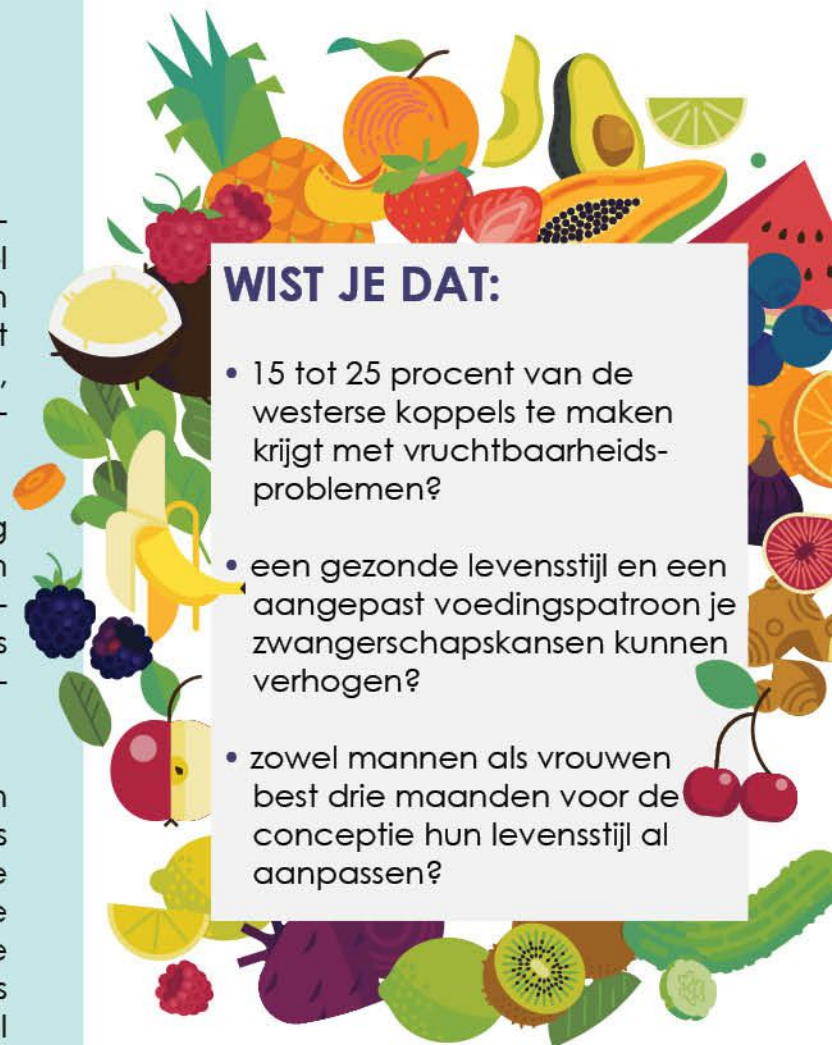 WIST JE DAT:
• 15 tot 25 procent van de
westerse koppels te maken
krijgt met vruchtbaarheids-
problemen?
• een gezonde levensstijl en een
aangepast voedingspatroon je
zwangerschapskansen kunnen
verhogen?
• zowel mannen als vrouwen
best drie maanden voor de
conceptie hun levensstijl al
aanpassen?